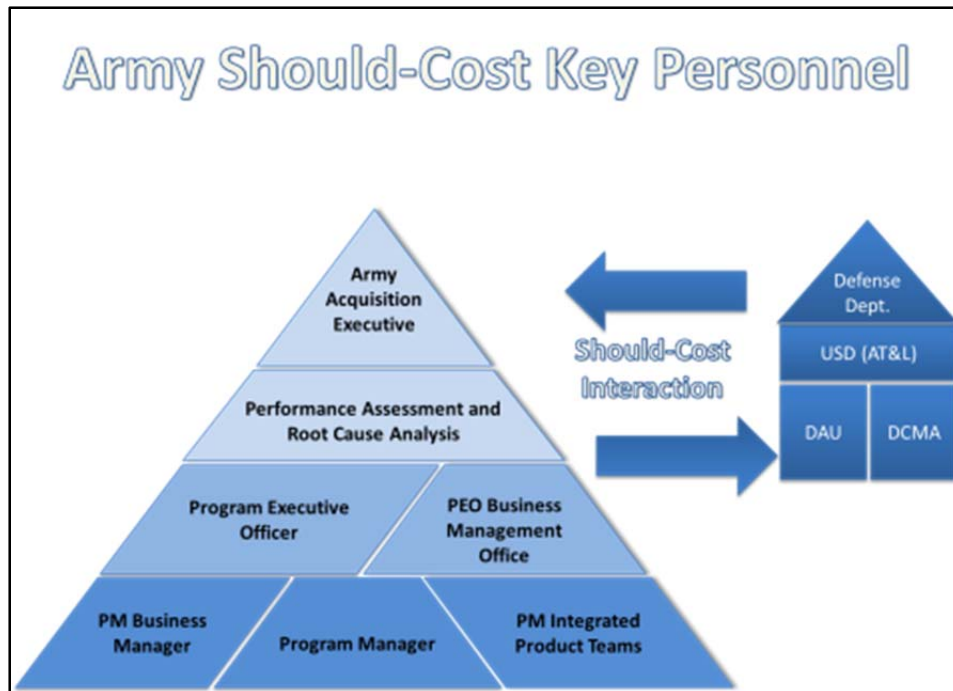 Army Should-Cost Key Personnel
Army
Acquisition
Executive
Performance Assessment and
Root Cause Analysis
Program Executive
Officer
PEO Business
Management
Office
PM Business
Manager
Program Manager
PM Integrated
Product Teams
Should-Cost
Interaction
Defense
Dept.
USD (AT&L)
DAU
DCMA